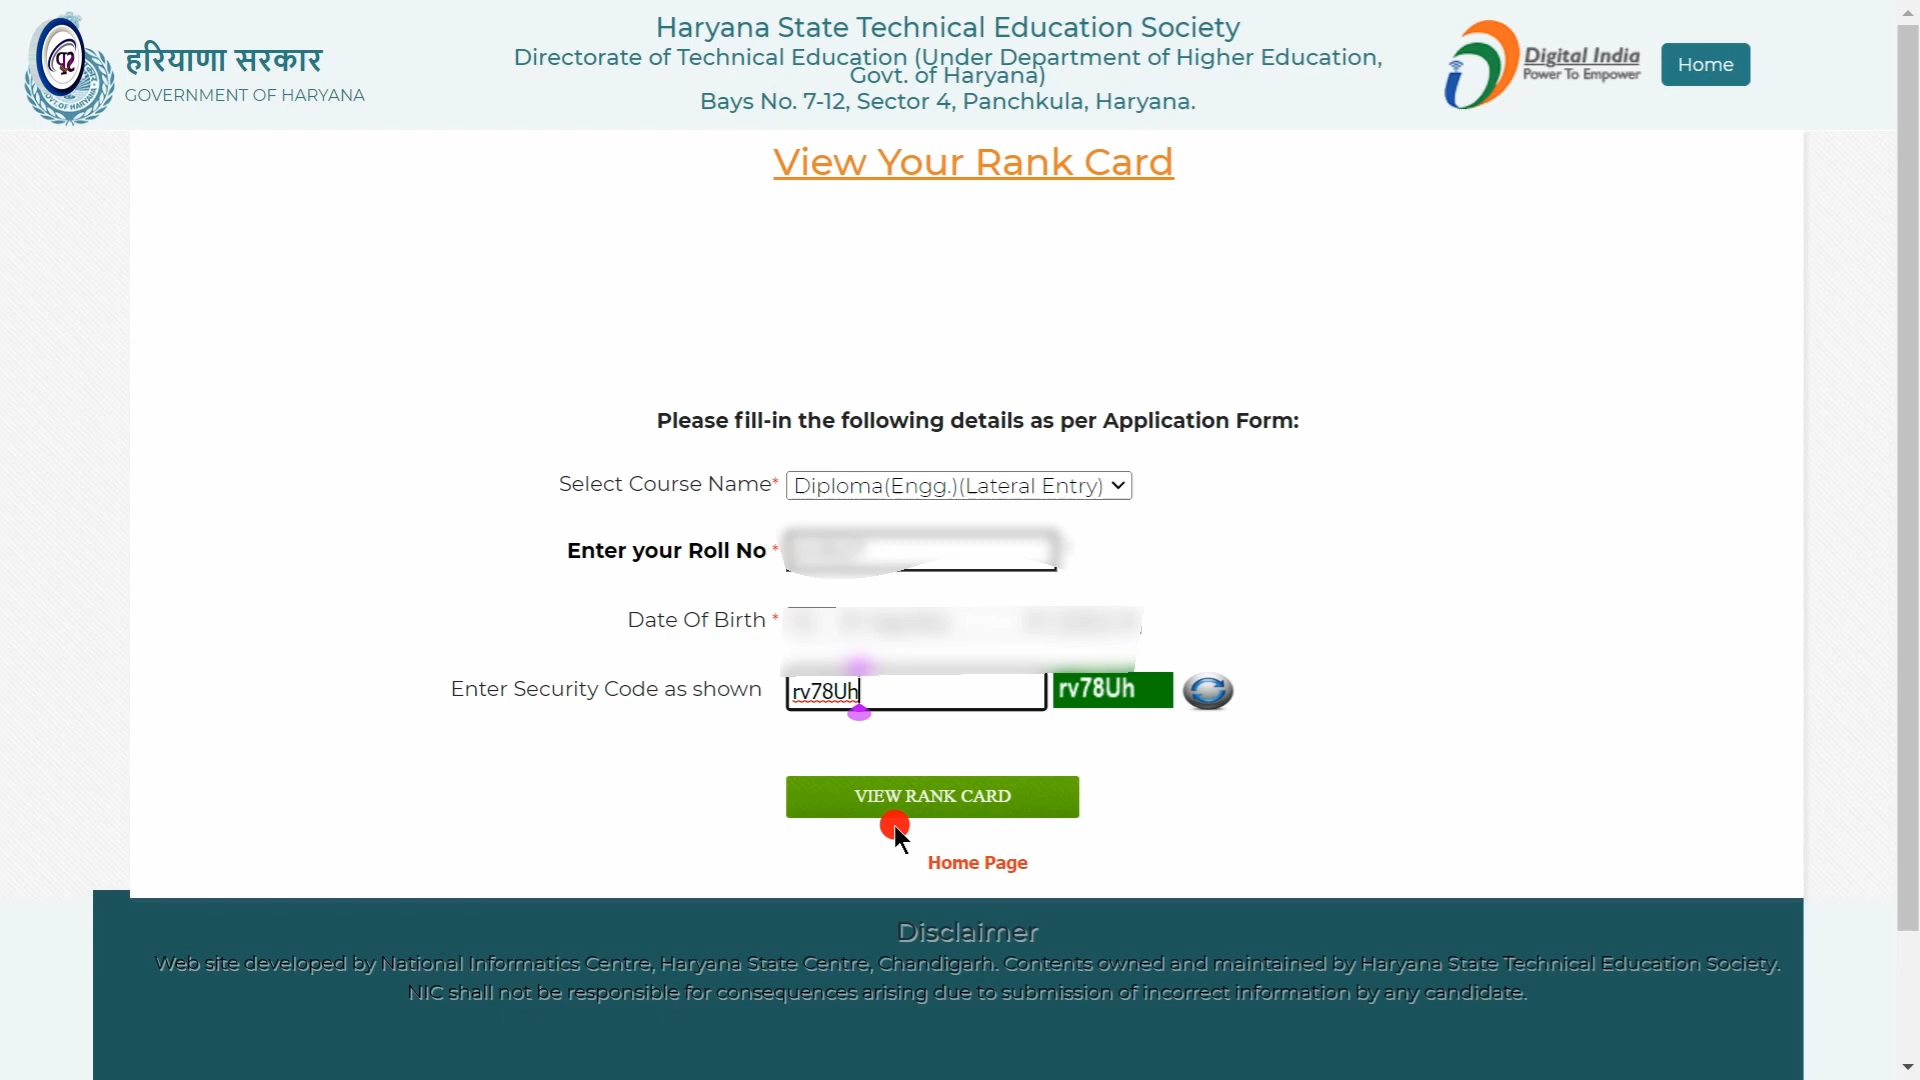 हरियाणा सरकार
GOVERNMENT OF HARYANA
Haryana State Technical Education Society
Directorate of Technical Education (Under Department of Higher Education,
Govt. of Haryana)
Bays No. 7-12, Sector 4, Panchkula, Haryana.
Digital India
Power To Empower
Home
View Your Rank Card
Please fill-in the following details as per Application Form:
Select Course Name* Diploma(Engg.)(Lateral Entry)
Enter your Roll No *
Date Of Birth *
Enter Security Code as shown rv78Uh rv78Uh
VIEW RANK CARD
Home Page
Disclaimer
Web site developed by National Informatics Centre, Haryana State Centre, Chandigarh. Contents owned and maintained by Haryana State Technical Education Society.
NIC shall not be responsible for consequences arising due to submission of incorrect information by any candidate.